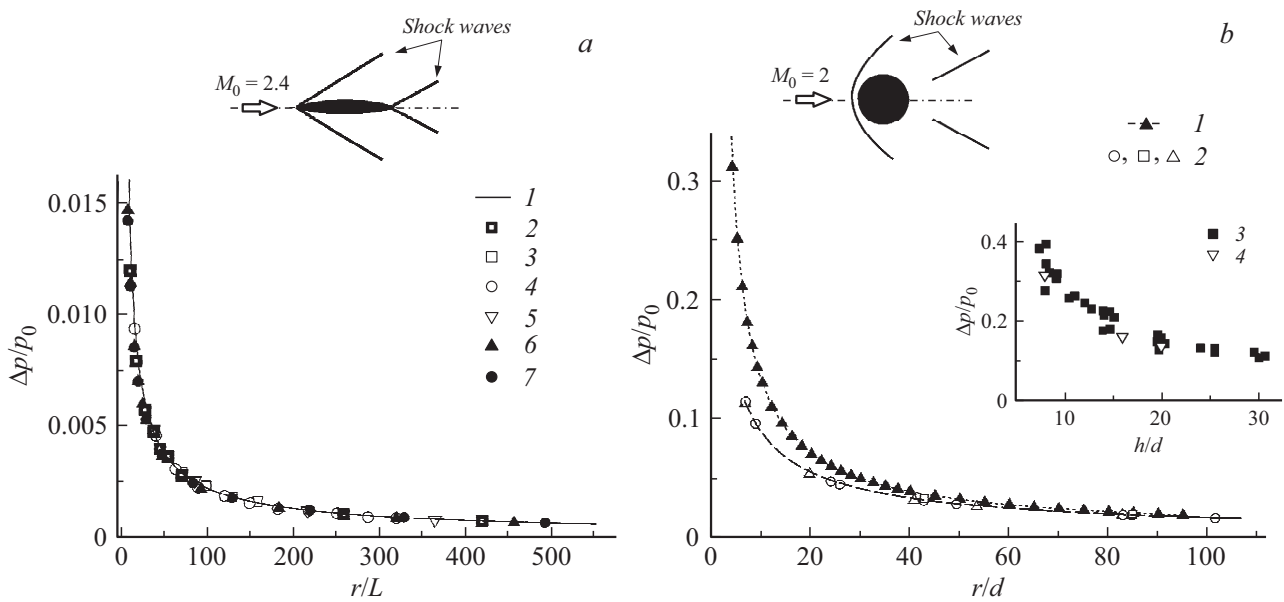 Shock waves
a
M0 = 2.4
1
2
3
4
5
6
7
0.015
0.010
0.005
0
Δp/p0
0 100 200 300 400 500
r/L
Shock waves
b
M0 = 2
1
, , 2
0.3
0.2
0.1
0
Δp/p0
0 20 40 60 80 100
r/d
3
4
0.4
0.2
0
Δp/p0
10 20 30
h/d